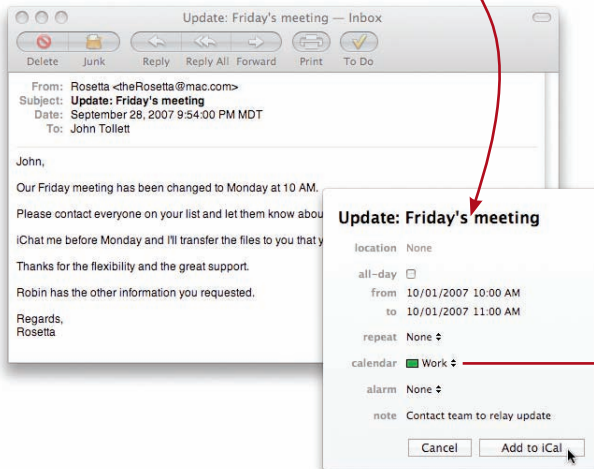 Update: Friday's meeting — Inbox
Delete Junk Reply Reply All Forward Print To Do
From: Rosetta <theRosetta@mac.com>
Subject: Update: Friday's meeting
Date: September 28, 2007 9:54:00 PM MDT
To: John Tollett
John,
Our Friday meeting has been changed to Monday at 10 AM.
Please contact everyone on your list and let them know
iChat me before Monday and I'll transfer the files to you that
Thanks for the flexibility and the great support.
Robin has the other information you requested.
Regards,
Rosetta
Update: Friday's meeting
location None
all-day
from 10/01/2007 10:00 AM
to 10/01/2007 11:00 AM
repeat None
calendar Work
alarm None
note Contact team to relay update
Cancel Add to iCal